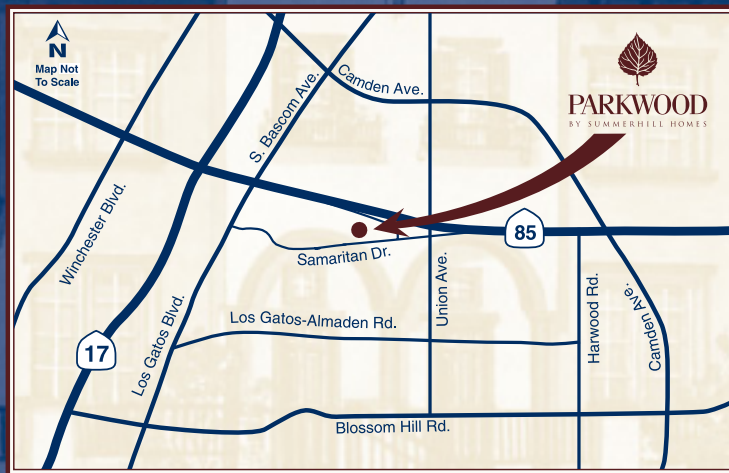 N
Map Not
To Scale
PARKWOOD
BY SUMMERHILL HOMES
Winchester Blvd.
S. Bascom Ave.
Camden Ave.
85
Samaritan Dr.
Union Ave.
Los Gatos-Almaden Rd.
Harwood Rd.
Camden Ave.
17
Los Gatos Blvd.
Blossom Hill Rd.